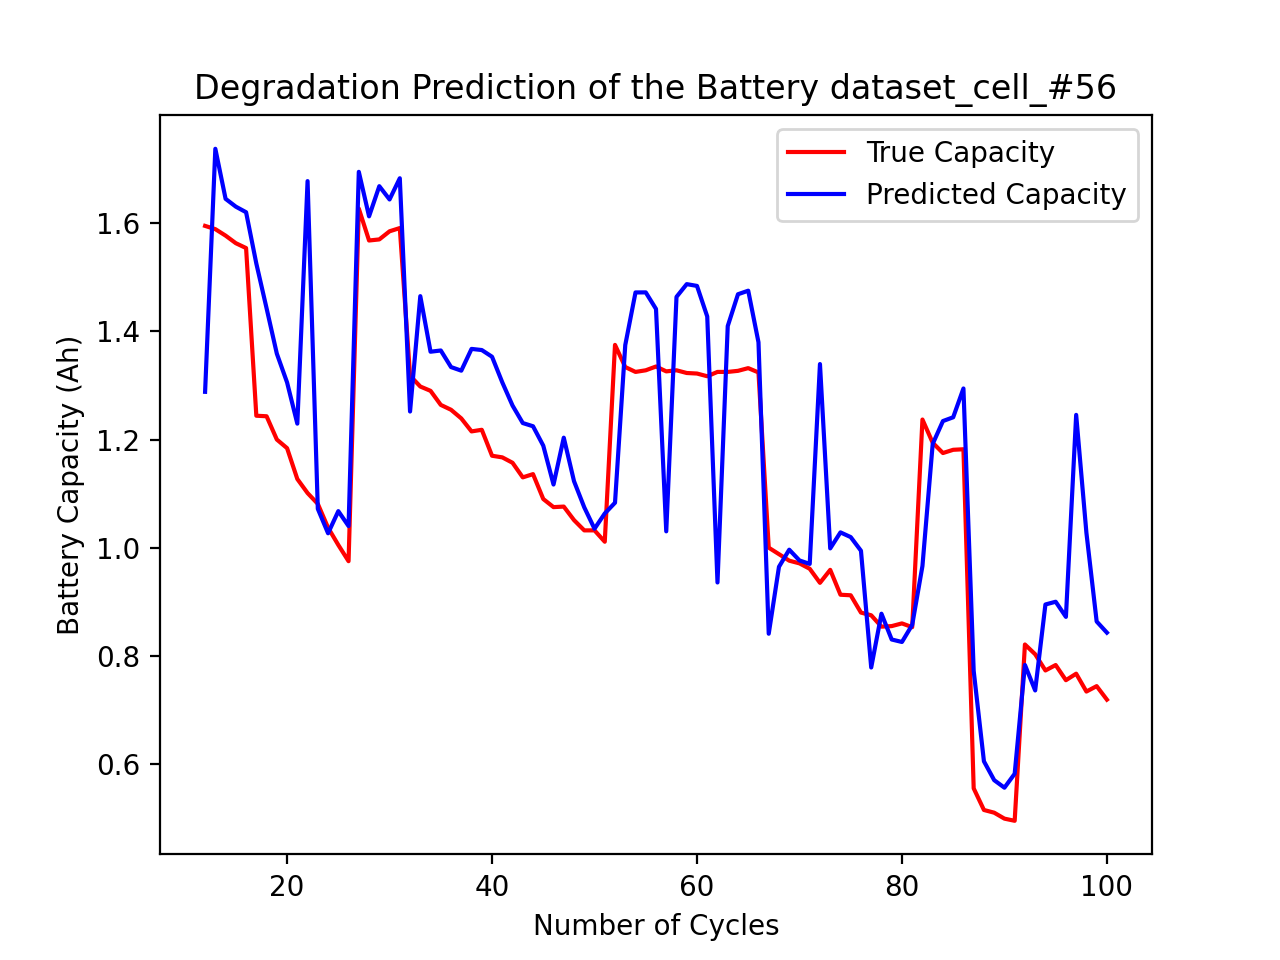 Degradation Prediction of the Battery dataset_cell_#56
True Capacity
Predicted Capacity
Battery Capacity (Ah)
1.6
1.4
1.2
1.0
0.8
0.6
20 40 60 80 100
Number of Cycles